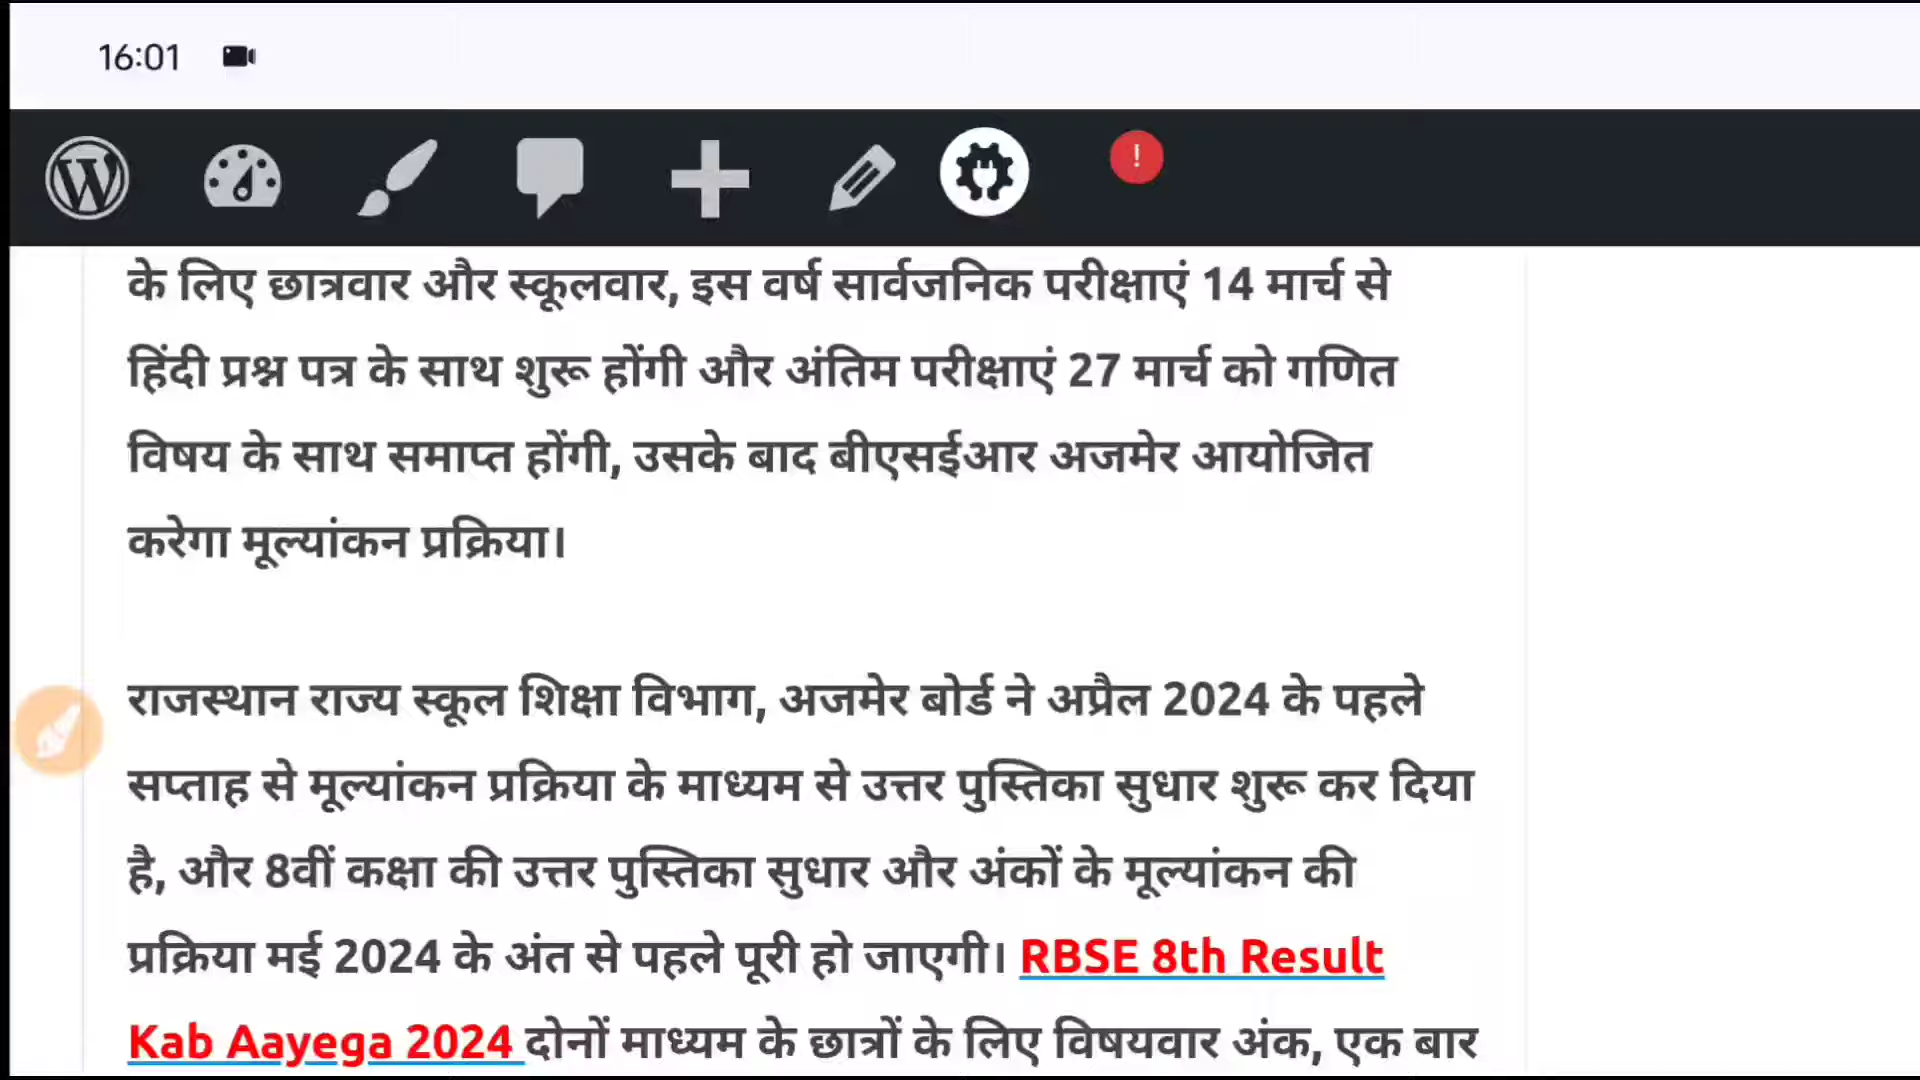 16:01
!
के लिए छात्रवार और स्कूलवार, इस वर्ष सार्वजनिक परीक्षाएं 14 मार्च से
हिंदी प्रश्न पत्र के साथ शुरू होंगी और अंतिम परीक्षाएं 27 मार्च को गणित
विषय के साथ समाप्त होंगी, उसके बाद बीएसईआर अजमेर आयोजित
करेगा मूल्यांकन प्रक्रिया।
राजस्थान राज्य स्कूल शिक्षा विभाग, अजमेर बोर्ड ने अप्रैल 2024 के पहले
सप्ताह से मूल्यांकन प्रक्रिया के माध्यम से उत्तर पुस्तिका सुधार शुरू कर दिया
है, और 8वीं कक्षा की उत्तर पुस्तिका सुधार और अंकों के मूल्यांकन की
प्रक्रिया मई 2024 के अंत से पहले पूरी हो जाएगी। RBSE 8th Result
Kab Aayega 2024 दोनों माध्यम के छात्रों के लिए विषयवार अंक, एक बार